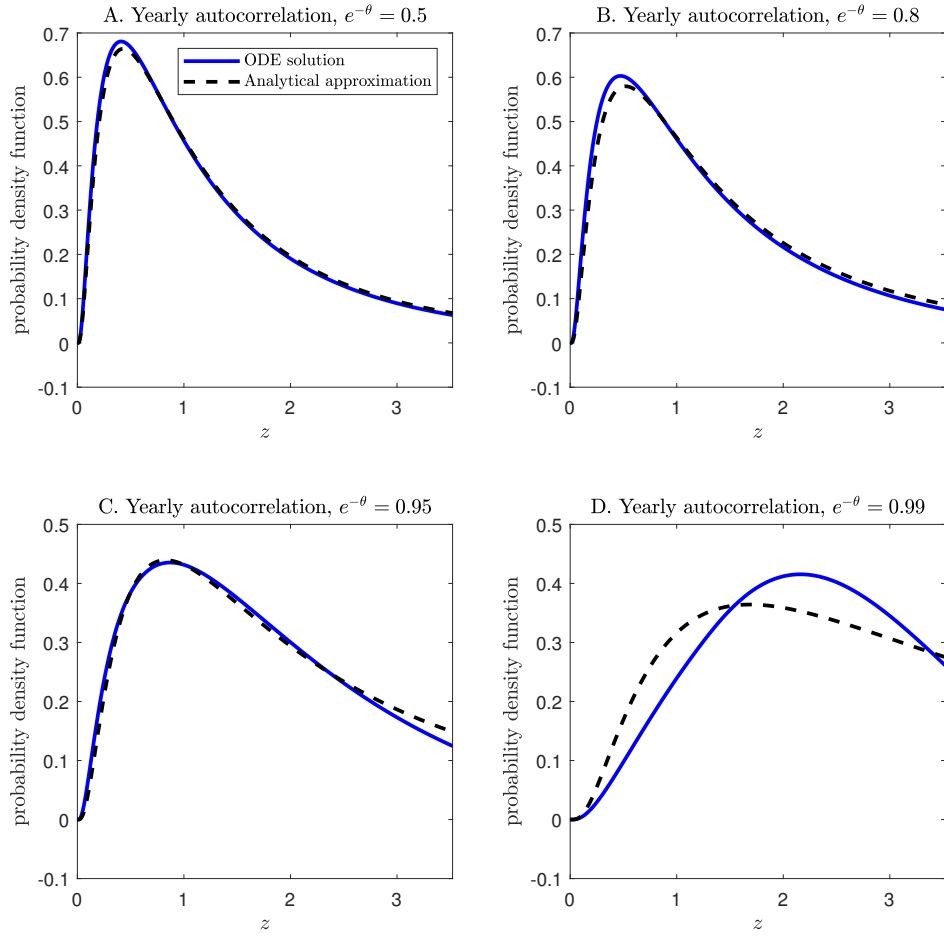 A. Yearly autocorrelation, e^{-θ} = 0.5
0.7
0.6
0.5
0.4
0.3
0.2
0.1
0
-0.1
probability density function
ODE solution
Analytical approximation
0 1 2 3
z
B. Yearly autocorrelation, e^{-θ} = 0.8
0.7
0.6
0.5
0.4
0.3
0.2
0.1
0
-0.1
probability density function
0 1 2 3
z
C. Yearly autocorrelation, e^{-θ} = 0.95
0.5
0.4
0.3
0.2
0.1
0
-0.1
probability density function
0 1 2 3
z
D. Yearly autocorrelation, e^{-θ} = 0.99
0.5
0.4
0.3
0.2
0.1
0
-0.1
probability density function
0 1 2 3
z